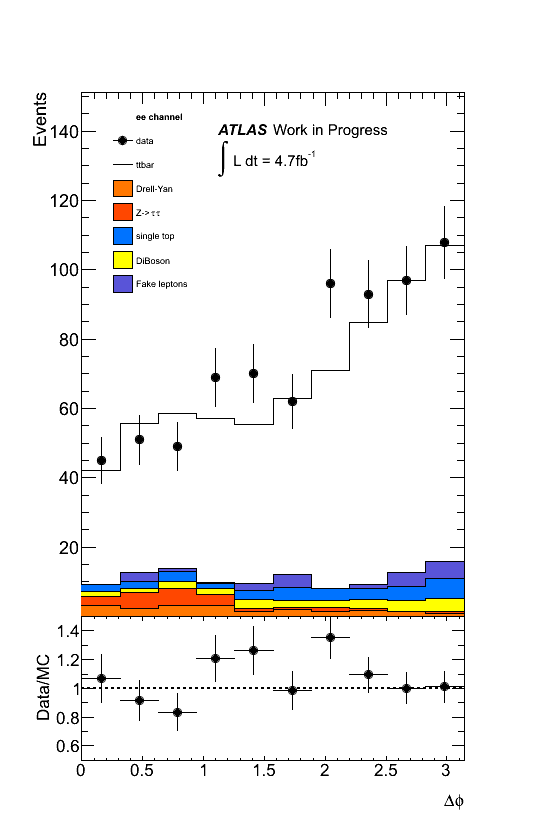 Events
140
120
100
80
60
40
20
ee channel
data
ttbar
Drell-Yan
Z->ττ
single top
DiBoson
Fake leptons
ATLAS Work in Progress
∫ L dt = 4.7fb⁻¹
Data/MC
1.4
1.2
1
0.8
0.6
0 0.5 1 1.5 2 2.5 3
Δϕ